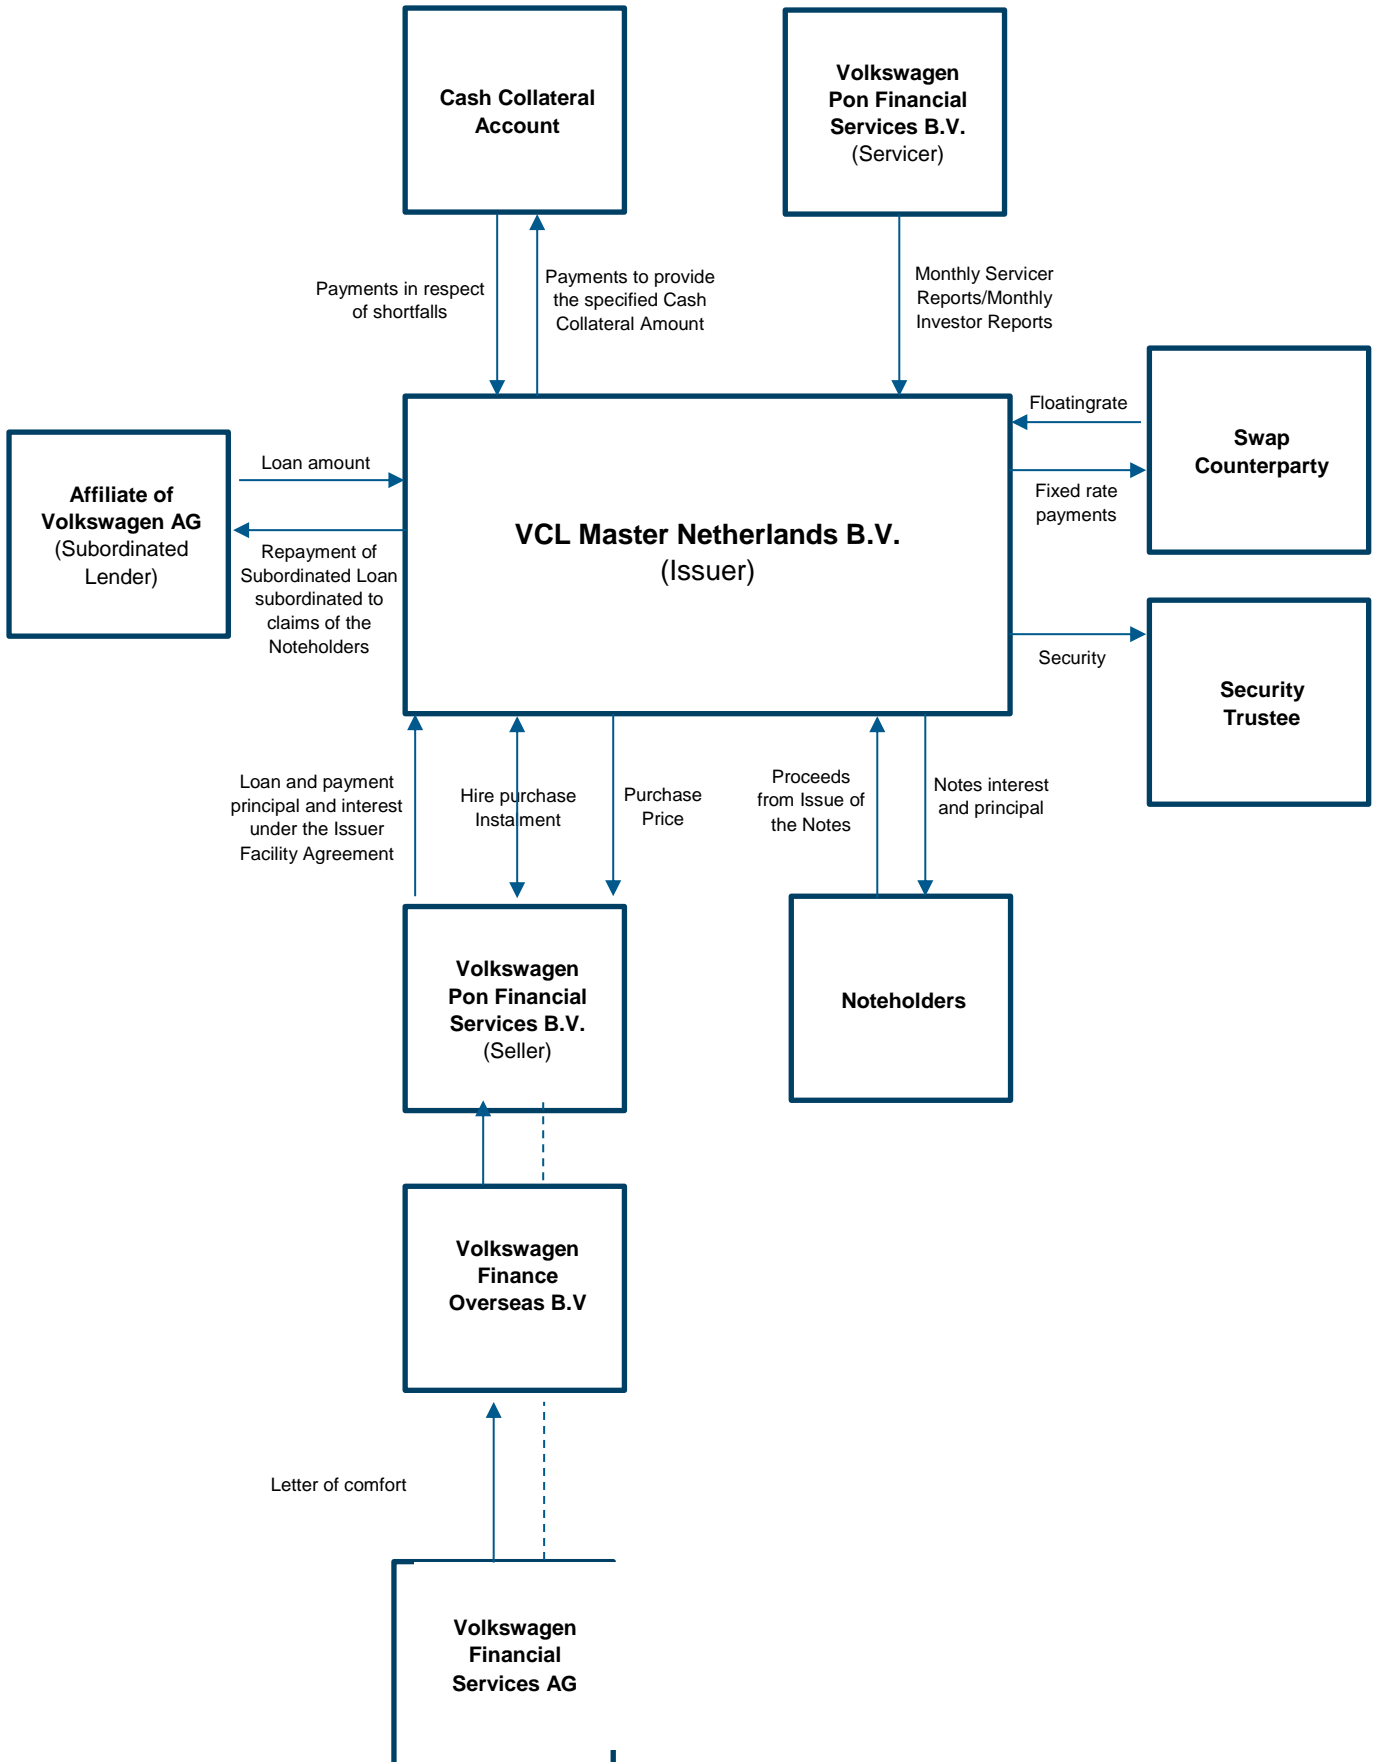 Cash Collateral
Account
Volkswagen
Pon Financial
Services B.V.
(Servicer)
Payments in respect
of shortfalls
Payments to provide
the specified Cash
Collateral Amount
Monthly Servicer
Reports/Monthly
Investor Reports
Floatingrate
Swap
Counterparty
Fixed rate
payments
Loan amount
Affiliate of
Volkswagen AG
(Subordinated
Lender)
Repayment of
Subordinated Loan
subordinated to
claims of the
Noteholders
VCL Master Netherlands B.V.
(Issuer)
Security
Security
Trustee
Loan and payment
principal and interest
under the Issuer
Facility Agreement
Hire purchase
Instalment
Purchase
Price
Proceeds
from Issue of
the Notes
Notes interest
and principal
Volkswagen
Pon Financial
Services B.V.
(Seller)
Noteholders
Volkswagen
Finance
Overseas B.V
Letter of comfort
Volkswagen
Financial
Services AG